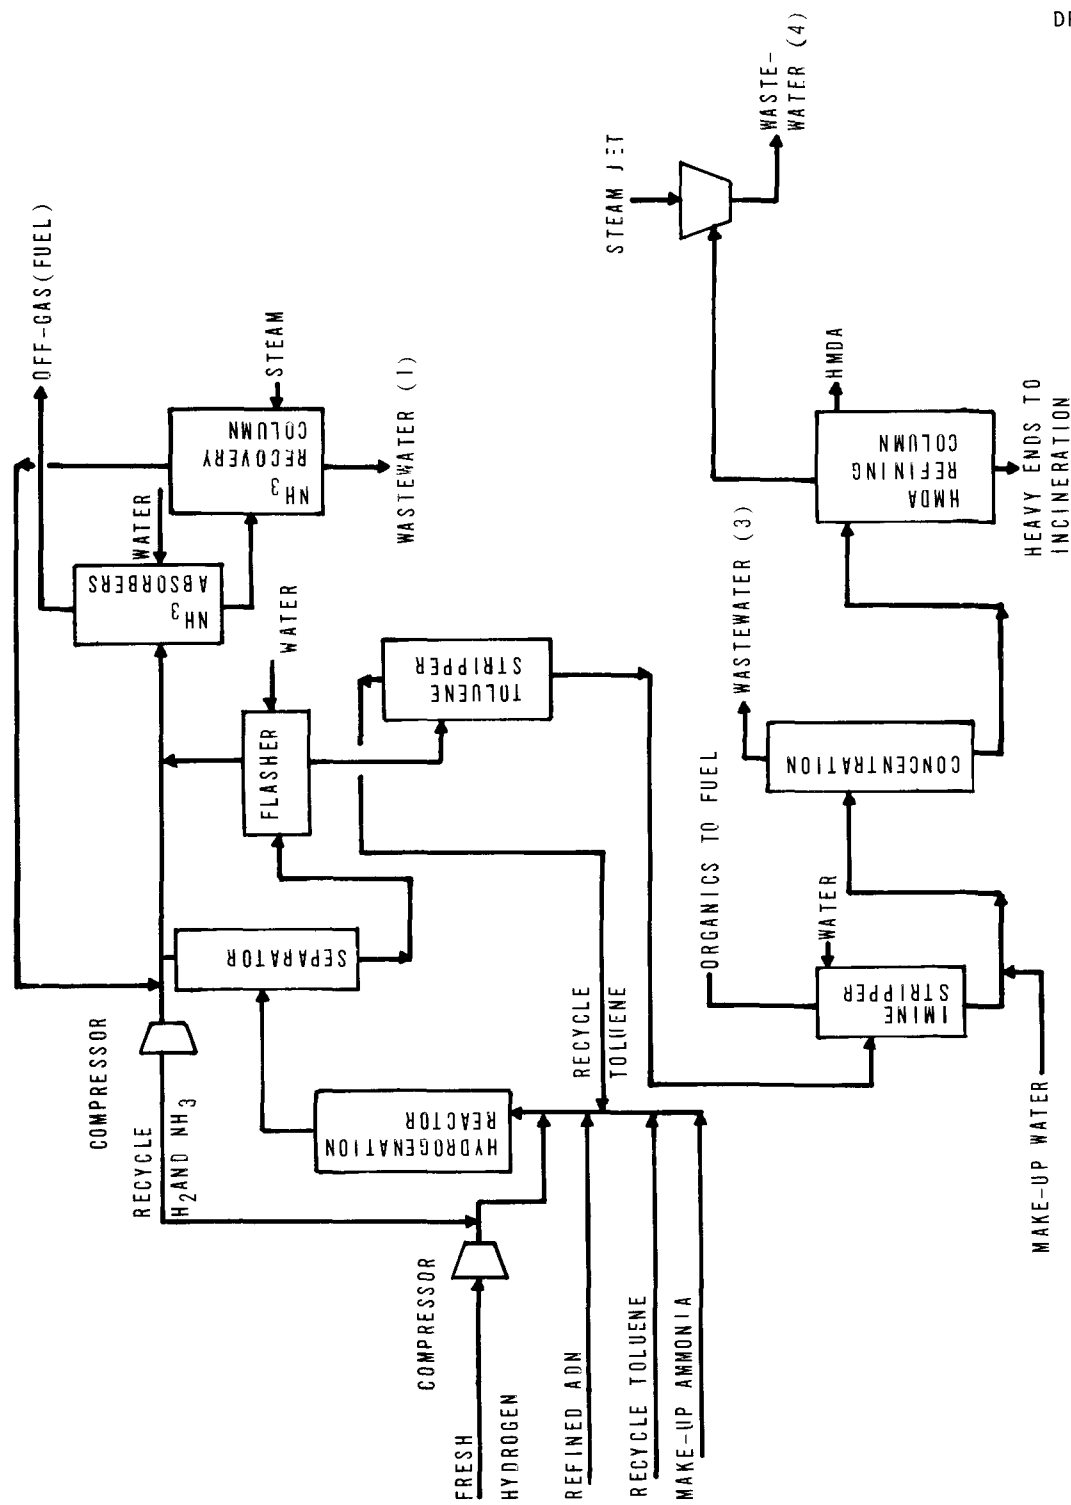 DR
FRESH
HYDROGEN
COMPRESSOR
REFINED ADN
RECYCLE TOLUENE
MAKE-UP AMMONIA
RECYCLE
H2AND NH3
COMPRESSOR
HYDROGENATION
REACTOR
SEPARATOR
RECYCLE
TOLUENE
FLASHER
WATER
TOLUENE
STRIPPER
NH3
ABSORBERS
WATER
NH3
RECOVERY
COLUMN
STEAM
OFF-GAS(FUEL)
WASTEWATER (1)
MAKE-UP WATER
IMINE
STRIPPER
WATER
ORGANICS TO FUEL
CONCENTRATION
WASTEWATER (3)
HMDA
REFINING
COLUMN
HMDA
HEAVY ENDS TO
INCINERATION
STEAM JET
WASTE-
WATER (4)